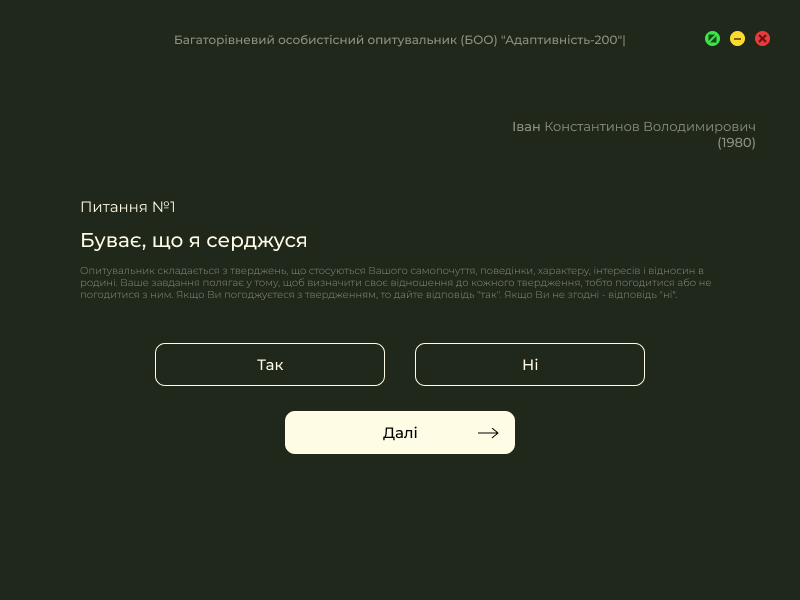 Багаторівневий особистісний опитувальник (БОО) "Адаптивність-200"|
Іван Константинов Володимирович
(1980)
Питання №1
Буває, що я серджуся
Опитувальник складається з тверджень, що стосуються Вашого самопочуття, поведінки, характеру, інтересів і відносин в
родині. Ваше завдання полягає у тому, щоб визначити своє відношення до кожного твердження, тобто погодитися або не
погодитися з ним. Якщо Ви погоджуєтеся з твердженням, то дайте відповідь "так". Якщо Ви не згодні - відповідь "ні".
Так
Ні
Далі